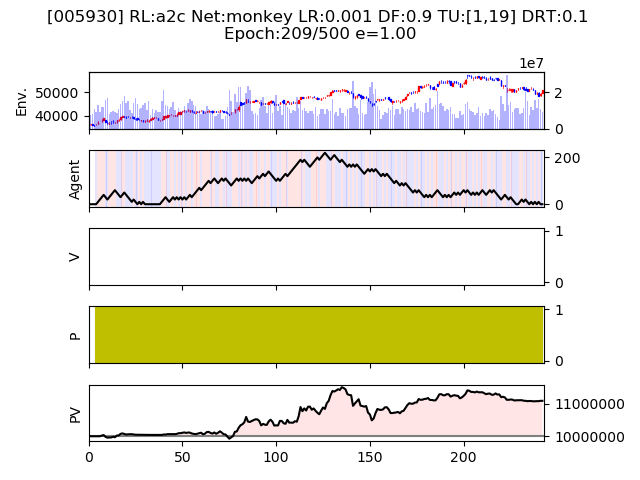 [005930] RL:a2c Net:monkey LR:0.001 DF:0.9 TU:[1,19] DRT:0.1
Epoch:209/500 e=1.00
1e7
Env.
50000
40000
2
0
Agent
200
0
V
1
0
P
1
0
PV
11000000
10000000
0 50 100 150 200